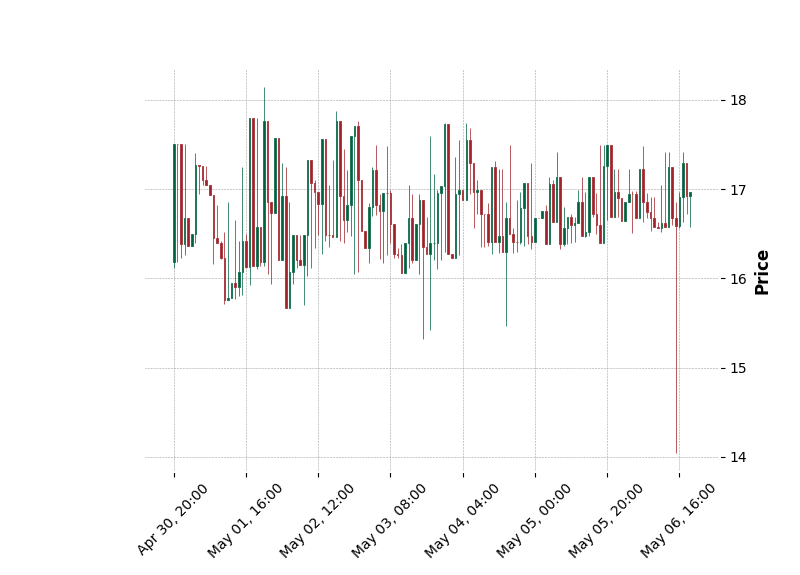 18
17
16
15
14
Price
Apr 30, 20:00
May 01, 16:00
May 02, 12:00
May 03, 08:00
May 04, 04:00
May 05, 00:00
May 05, 20:00
May 06, 16:00